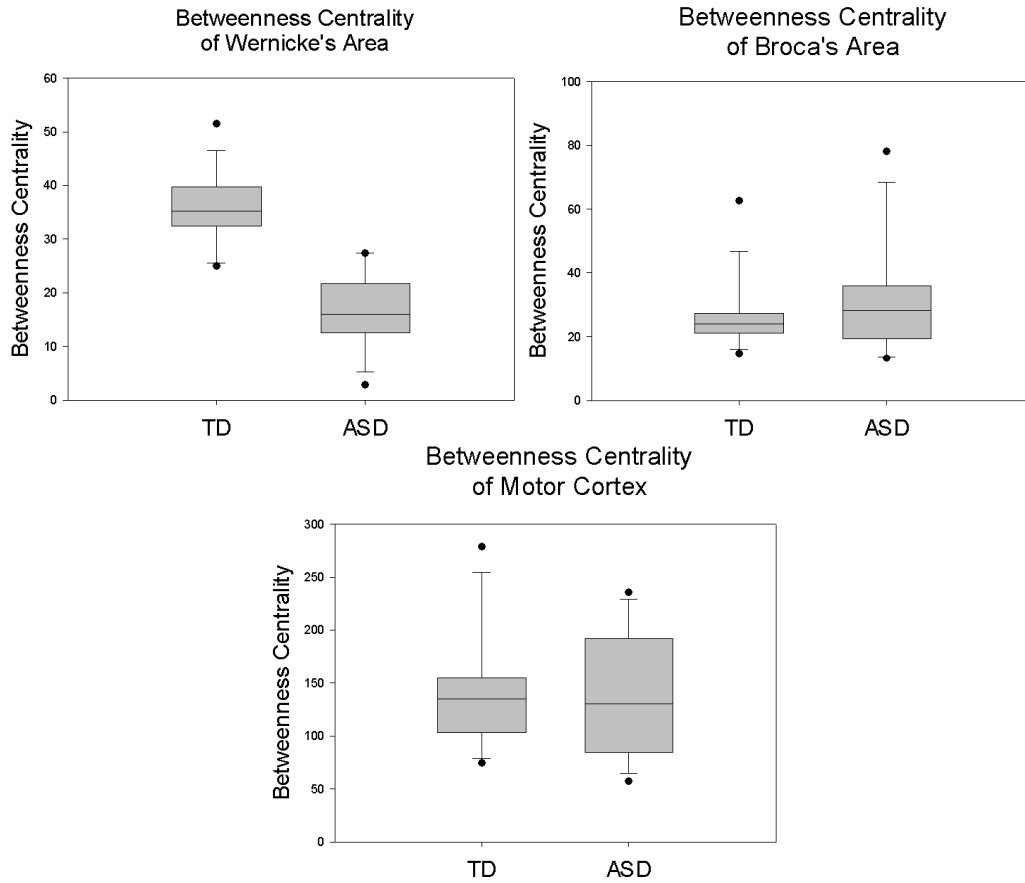 Betweenness Centrality
of Wernicke's Area
Betweenness Centrality
60
50
40
30
20
10
0
TD
ASD
Betweenness Centrality
of Broca's Area
Betweenness Centrality
100
80
60
40
20
0
TD
ASD
Betweenness Centrality
of Motor Cortex
Betweenness Centrality
300
250
200
150
100
50
0
TD
ASD